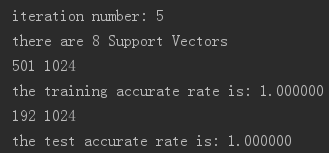 iteration number: 5
there are 8 Support Vectors
501 1024
the training accurate rate is: 1.000000
192 1024
the test accurate rate is: 1.000000